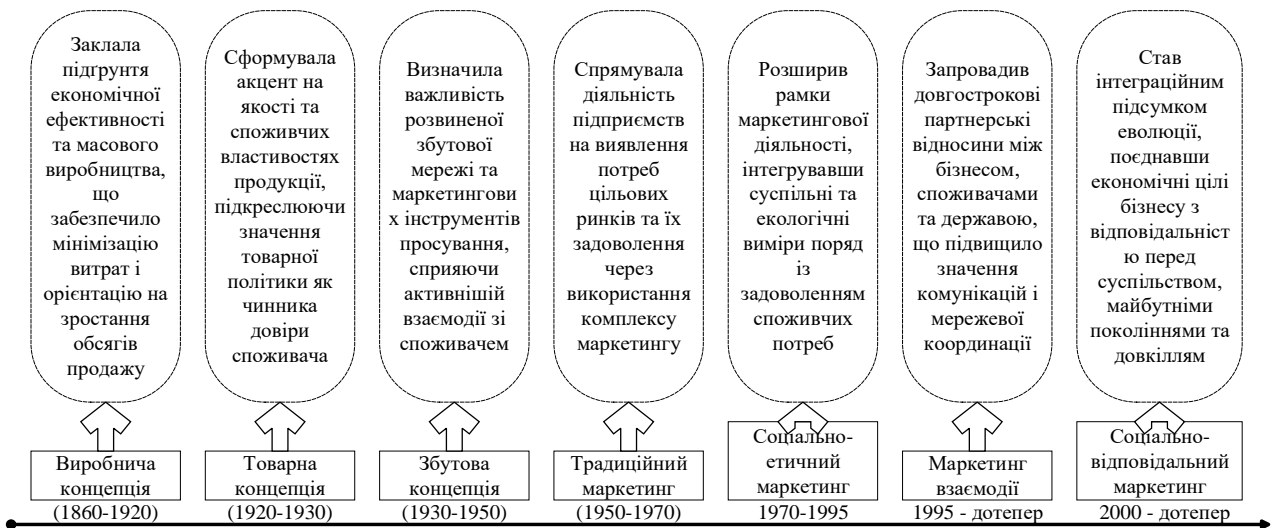 Заклала
підґрунтя
економічної
ефективності
та масового
виробництва,
що
забезпечило
мінімізацію
витрат і
орієнтацію на
зростання
обсягів
продажу
Сформувала
акцент на
якості та
споживчих
властивостях
продукції,
підкреслюючи
значення
товарної
політики як
чинника
довіри
споживача
Визначила
важливість
розвиненої
збутової
мережі та
маркетингови
х інструментів
просування,
сприяючи
активнішій
взаємодії зі
споживачем
Спрямувала
діяльність
підприємств
на виявлення
потреб
цільових
ринків та їх
задоволення
через
використання
комплексу
маркетингу
Розширив
рамки
маркетингової
діяльності,
інтегрувавши
суспільні та
екологічні
виміри поряд
із
задоволенням
споживчих
потреб
Запровадив
довгострокові
партнерські
відносини між
бізнесом,
споживачами
та державою,
що підвищило
значення
комунікацій і
мережевої
координації
Став
інтеграційним
підсумком
еволюції,
поєднавши
економічні цілі
бізнесу з
відповідальніст
ю перед
суспільством,
майбутніми
поколіннями та
довкіллям
Виробнича
концепція
(1860-1920)
Товарна
концепція
(1920-1930)
Збутова
концепція
(1930-1950)
Традиційний
маркетинг
(1950-1970)
Соціально-
етичний
маркетинг
1970-1995
Маркетинг
взаємодії
1995 - дотепер
Соціально-
відповідальний
маркетинг
2000 - дотепер